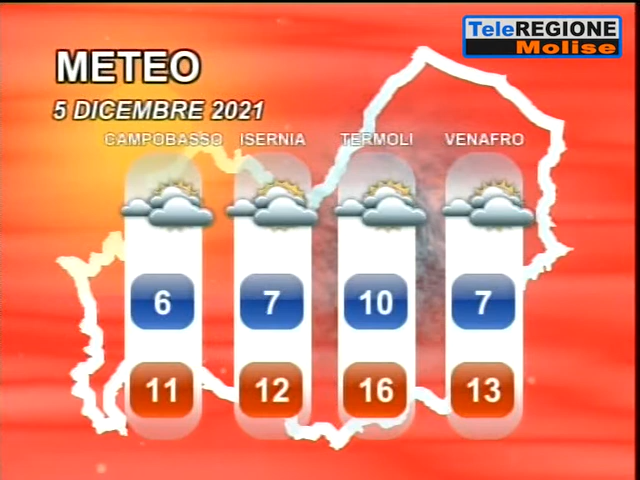 TeleREGIONE
Molise
METEO
5 DICEMBRE 2021
CAMPOBASSO ISERNIA TERMOLI VENAFRO
6 7 10 7
11 12 16 13